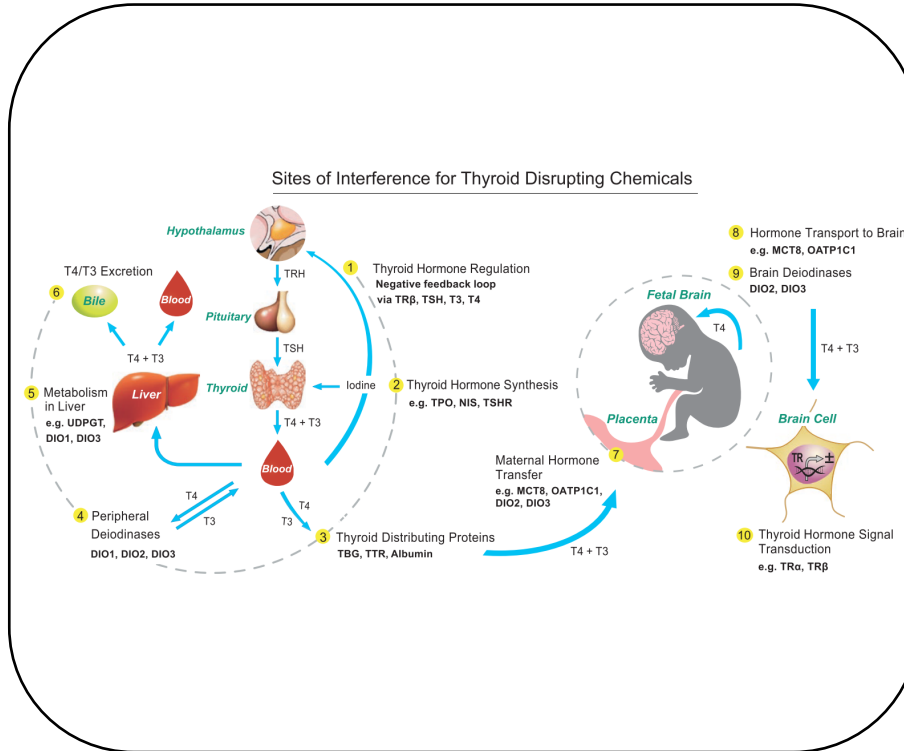 Sites of Interference for Thyroid Disrupting Chemicals
Hypothalamus
TRH
Pituitary
TSH
Thyroid
Iodine
T4 + T3
Blood
1 Thyroid Hormone Regulation
Negative feedback loop
via TRβ, TSH, T3, T4
2 Thyroid Hormone Synthesis
e.g. TPO, NIS, TSHR
T4
T3
3 Thyroid Distributing Proteins
TBG, TTR, Albumin
T4
T3
4 Peripheral
Deiodinases
DIO1, DIO2, DIO3
5 Metabolism
in Liver
e.g. UDPGT,
DIO1, DIO3
Liver
T4 + T3
T4/T3 Excretion
6
Bile
Blood
T4 + T3
7
Maternal Hormone
Transfer
e.g. MCT8, OATP1C1,
DIO2, DIO3
Placenta
Fetal Brain
T4
8 Hormone Transport to Brain
e.g. MCT8, OATP1C1
9 Brain Deiodinases
DIO2, DIO3
T4 + T3
Brain Cell
TR ±
10 Thyroid Hormone Signal
Transduction
e.g. TRα, TRβ